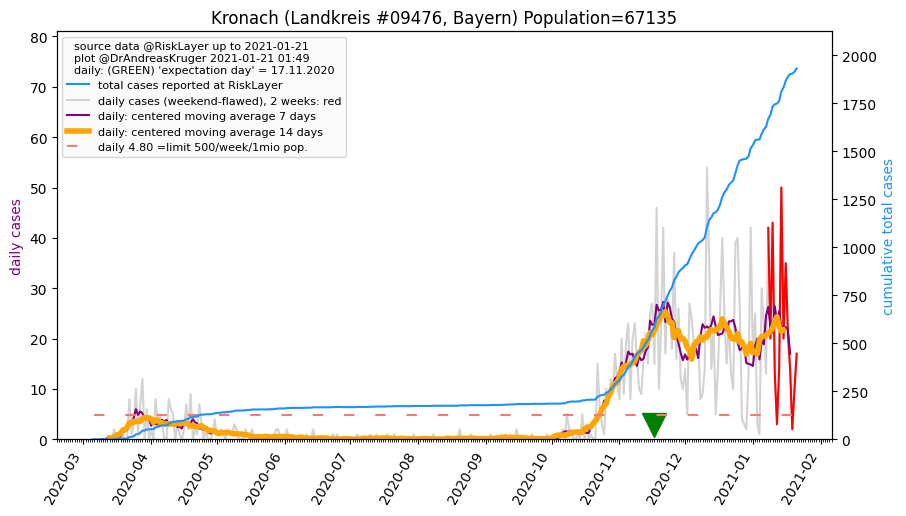 Kronach (Landkreis #09476, Bayern) Population=67135
source data @RiskLayer up to 2021-01-21
plot @DrAndreasKruger 2021-01-21 01:49
daily: (GREEN) 'expectation day' = 17.11.2020
total cases reported at RiskLayer
daily cases (weekend-flawed), 2 weeks: red
daily: centered moving average 7 days
daily: centered moving average 14 days
daily 4.80 =limit 500/week/1mio pop.
daily cases
80
70
60
50
40
30
20
10
0
cumulative total cases
2000
1750
1500
1250
1000
750
500
250
0
2020-03
2020-04
2020-05
2020-06
2020-07
2020-08
2020-09
2020-10
2020-11
2020-12
2021-01
2021-02